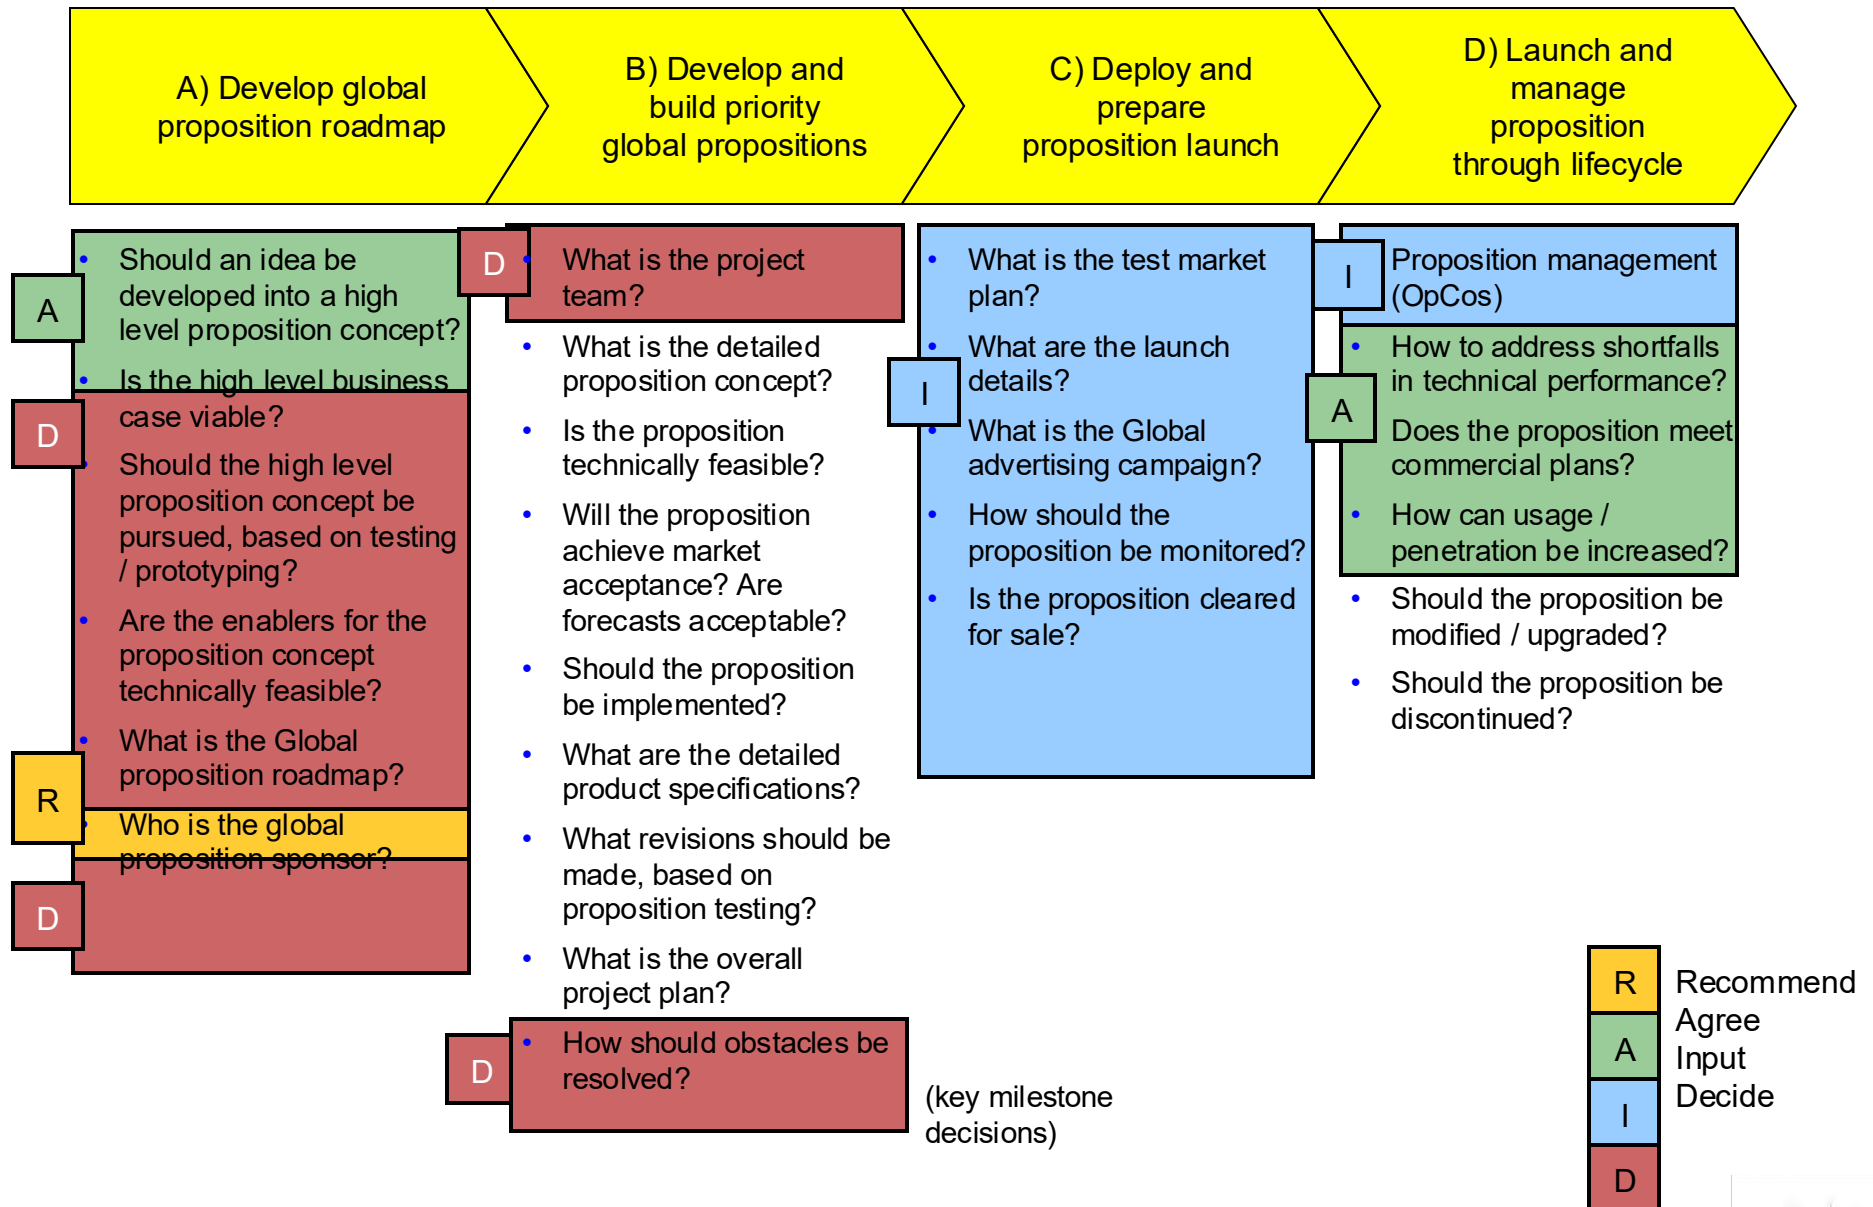 A) Develop global
proposition roadmap
B) Develop and
build priority
global propositions
C) Deploy and
prepare
proposition launch
D) Launch and
manage
proposition
through lifecycle
A
• Should an idea be
developed into a high
level proposition concept?
• Is the high level business
case viable?
D
• Should the high level
proposition concept be
pursued, based on testing
/ prototyping?
• Are the enablers for the
proposition concept
technically feasible?
• What is the Global
proposition roadmap?
R
• Who is the global
proposition sponsor?
D
D
• What is the project
team?
• What is the detailed
proposition concept?
• Is the proposition
technically feasible?
• Will the proposition
achieve market
acceptance? Are
forecasts acceptable?
• Should the proposition
be implemented?
• What are the detailed
product specifications?
• What revisions should be
made, based on
proposition testing?
• What is the overall
project plan?
D
• How should obstacles be
resolved?
(key milestone
decisions)
I
• What is the test market
plan?
• What are the launch
details?
• What is the Global
advertising campaign?
• How should the
proposition be monitored?
• Is the proposition cleared
for sale?
I
Proposition management
(OpCos)
A
• How to address shortfalls
in technical performance?
Does the proposition meet
commercial plans?
• How can usage /
penetration be increased?
• Should the proposition be
modified / upgraded?
• Should the proposition be
discontinued?
R
A
I
D
Recommend
Agree
Input
Decide